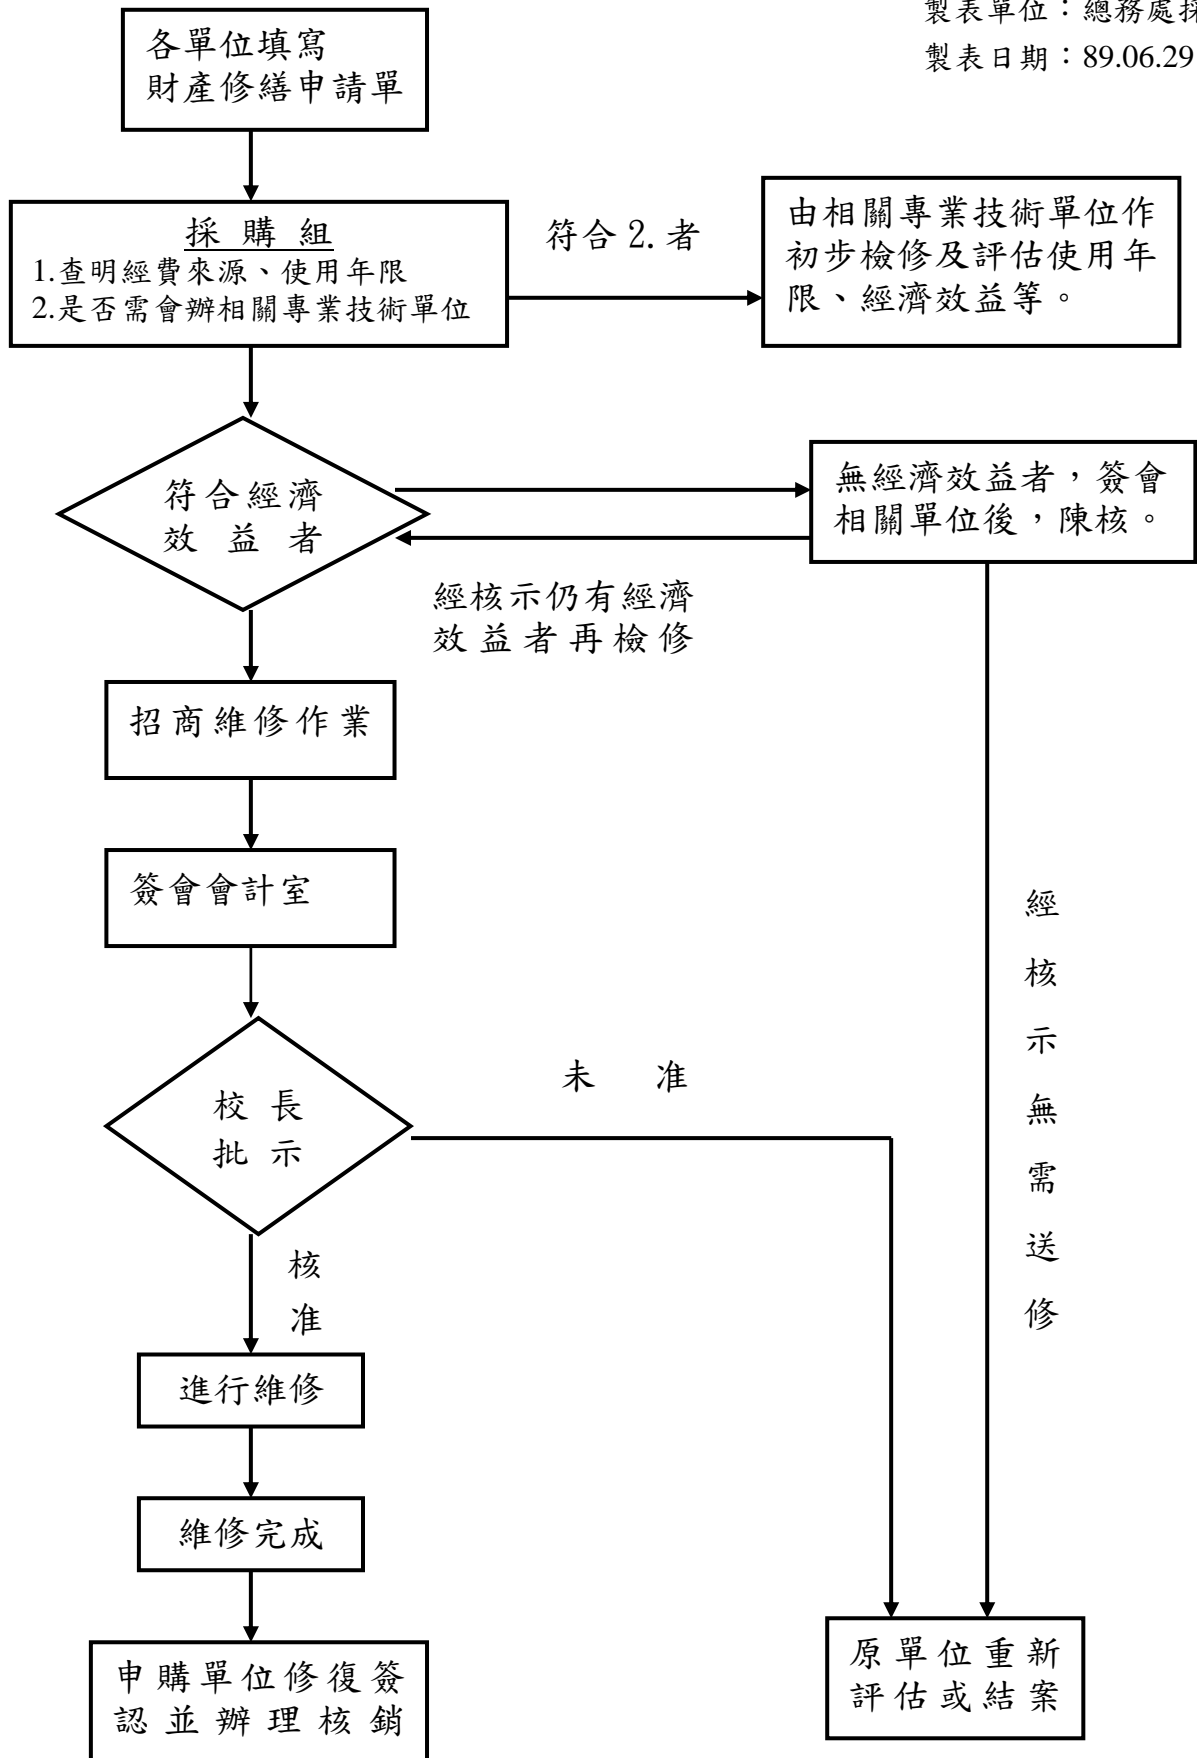 製表單位：總務處採
製表日期：89.06.29
各單位填寫
財產修繕申請單
採購組
1.查明經費來源、使用年限
2.是否需會辦相關專業技術單位
符合2.者
由相關專業技術單位作
初步檢修及評估使用年
限、經濟效益等。
符合經濟
效益者
無經濟效益者，簽會
相關單位後，陳核。
經核示仍有經濟
效益者再檢修
招商維修作業
簽會會計室
校長
批示
未准
經核示無需送修
核准
進行維修
維修完成
申購單位修復簽
認並辦理核銷
原單位重新
評估或結案